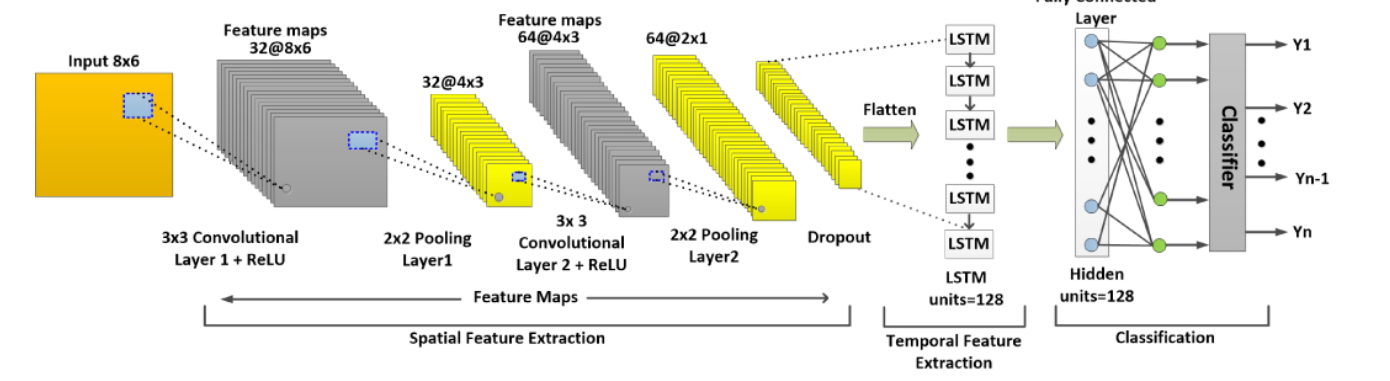 Input 8x6
Feature maps
32@8x6
32@4x3
Feature maps
64@4x3
64@2x1
3x3 Convolutional
Layer 1 + ReLU
2x2 Pooling
Layer1
3x 3
Convolutional
Layer 2 + ReLU
2x2 Pooling
Layer2
Dropout
Feature Maps
Spatial Feature Extraction
Flatten
LSTM
LSTM
LSTM
LSTM
LSTM
LSTM
units=128
Temporal Feature
Extraction
Fully Connected
Layer
Hidden
units=128
Classifier
Y1
Y2
Yn-1
Yn
Classification